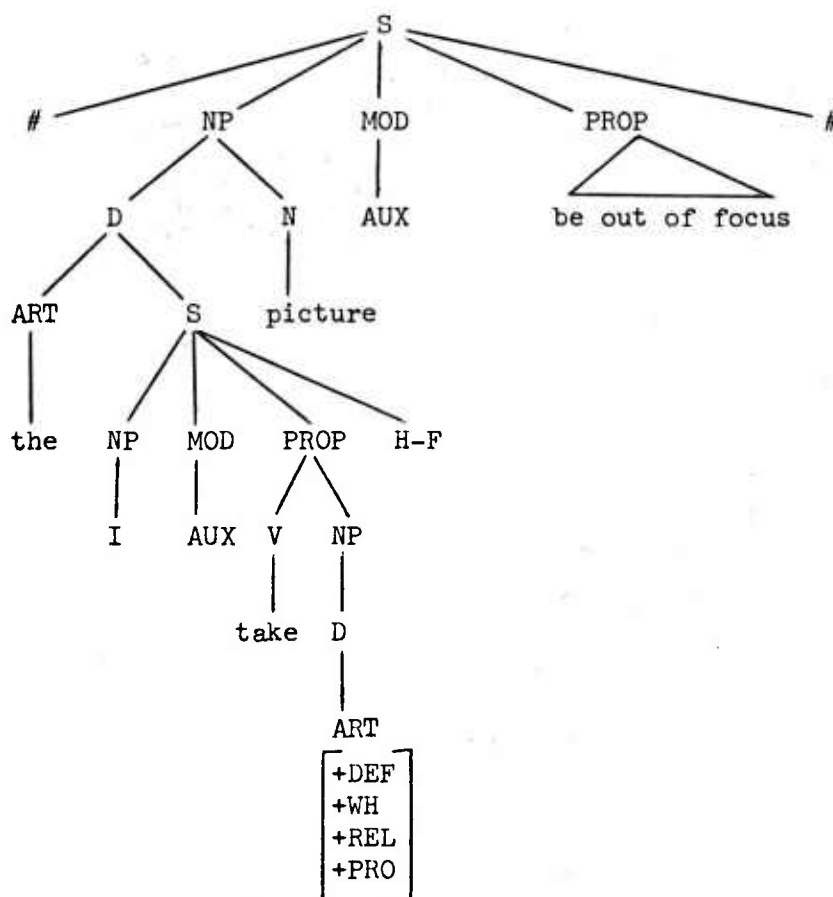 S
# NP MOD PROP #
D N AUX be out of focus
ART S picture
the NP MOD PROP H-F
I AUX V NP
take D
ART
+DEF
+WH
+REL
+PRO